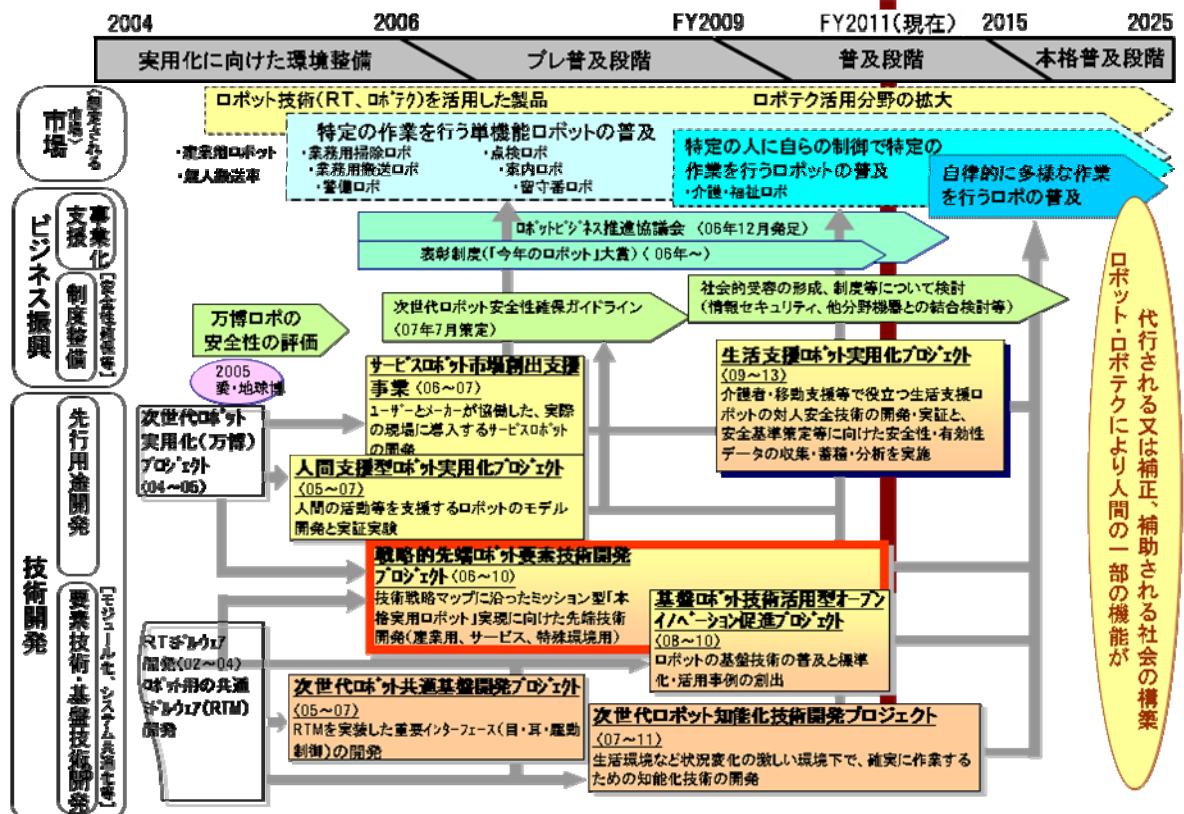 2004 2006 FY2009 FY2011(現在) 2015 2025
実用化に向けた環境整備 プレ普及段階 普及段階 本格普及段階
市場
(想定される市場)
ロボット技術(RT、ロボテク)を活用した製品 ロボテク活用分野の拡大
・産業用ロボット
・無人搬送車
特定の作業を行う単機能ロボットの普及
・業務用掃除ロボ ・点検ロボ
・業務用搬送ロボ ・案内ロボ
・警備ロボ ・留守番ロボ
特定の人に自らの制御で特定の
作業を行うロボットの普及
・介護・福祉ロボ
自律的に多様な作業
を行うロボの普及
ビジネス振興
事業化
支援
ロボットビジネス推進協議会 (06年12月発足)
表彰制度(「今年のロボット」大賞) ( 06年~)
制度整備
[安全性確保等]
万博ロボの
安全性の評価
次世代ロボット安全性確保ガイドライン
(07年7月策定)
社会的受容の形成、制度等について検討
(情報セキュリティ、他分野機器との結合検討等)
2005
愛・地球博
技術開発
先行用途開発
次世代ロボット
実用化(万博)
プロジェクト
(04~05)
サービスロボット市場創出支援
事業 (06~07)
ユーザーとメーカーが協働した、実際
の現場に導入するサービスロボット
の開発
人間支援型ロボット実用化プロジェクト
(05~07)
人間の活動等を支援するロボットのモデル
開発と実証実験
生活支援ロボット実用化プロジェクト
(09~13)
介護者・移動支援等で役立つ生活支援ロ
ボットの対人安全技術の開発・実証と、
安全基準策定等に向けた安全性・有効性
データの収集・蓄積・分析を実施
戦略的先端ロボット要素技術開発
プロジェクト (06~10)
技術戦略マップに沿ったミッション型「本
格実用ロボット」実現に向けた先端技術
開発(産業用、サービス、特殊環境用)
基盤ロボット技術活用型オープン
イノベーション促進プロジェクト
(08~10)
ロボットの基盤技術の普及と標準
化・活用事例の創出
要素技術・基盤技術開発
[モジュール化、システム共通化等]
RTミドルウェア
開発(02~04)
ロボット用の共通
ミドルウェア(RTM)
開発
次世代ロボット共通基盤開発プロジェクト
(05~07)
RTMを実装した重要インターフェース(目・耳・駆動
制御)の開発
次世代ロボット知能化技術開発プロジェクト
(07~11)
生活環境など状況変化の激しい環境下で、確実に作業する
ための知能化技術の開発
ロボット・ロボテクにより人間の一部の機能が
代行される又は補正、補助される社会の構築